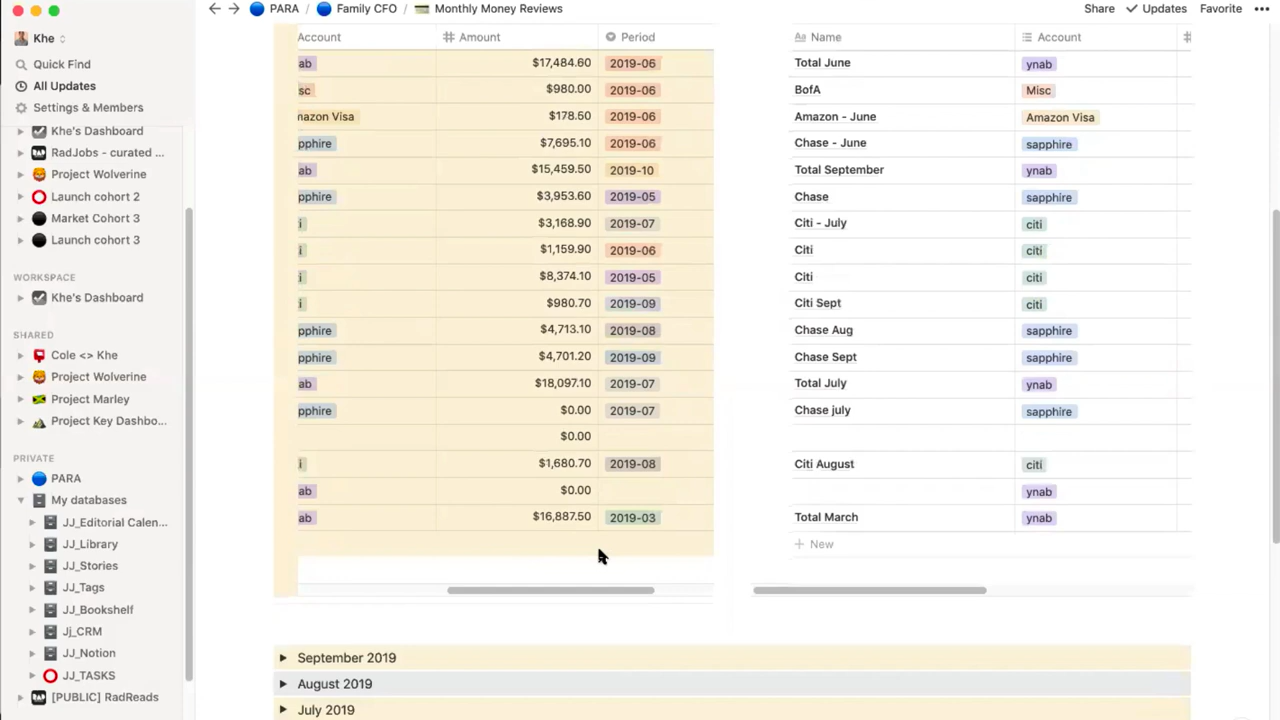 PARA / Family CFO / Monthly Money Reviews
Share Updates Favorite •••
Khe
Quick Find
All Updates
Settings & Members
Khe's Dashboard
RadJobs - curated ...
Project Wolverine
Launch cohort 2
Market Cohort 3
Launch cohort 3
WORKSPACE
Khe's Dashboard
SHARED
Cole <> Khe
Project Wolverine
Project Marley
Project Key Dashbo...
PRIVATE
PARA
My databases
JJ_Editorial Calen...
JJ_Library
JJ_Stories
JJ_Tags
JJ_Bookshelf
Jj_CRM
JJ_Notion
JJ_TASKS
[PUBLIC] RadReads
Account # Amount Period
ab $17,484.60 2019-06
sc $980.00 2019-06
mazon Visa $178.50 2019-06
pphire $7,695.10 2019-06
ab $15,459.50 2019-10
pphire $3,953.60 2019-05
i $3,168.90 2019-07
i $1,159.90 2019-06
i $8,374.10 2019-05
i $980.70 2019-09
pphire $4,713.10 2019-08
pphire $4,701.20 2019-09
ab $18,097.10 2019-07
pphire $0.00 2019-07
$0.00
i $1,680.70 2019-08
ab $0.00
ab $16,887.50 2019-03
Aa Name Account #
Total June ynab
BofA Misc
Amazon - June Amazon Visa
Chase - June sapphire
Total September ynab
Chase sapphire
Citi - July citi
Citi citi
Citi citi
Citi Sept citi
Chase Aug sapphire
Chase Sept sapphire
Total July ynab
Chase july sapphire
Citi August citi
ynab
Total March ynab
+ New
September 2019
August 2019
July 2019